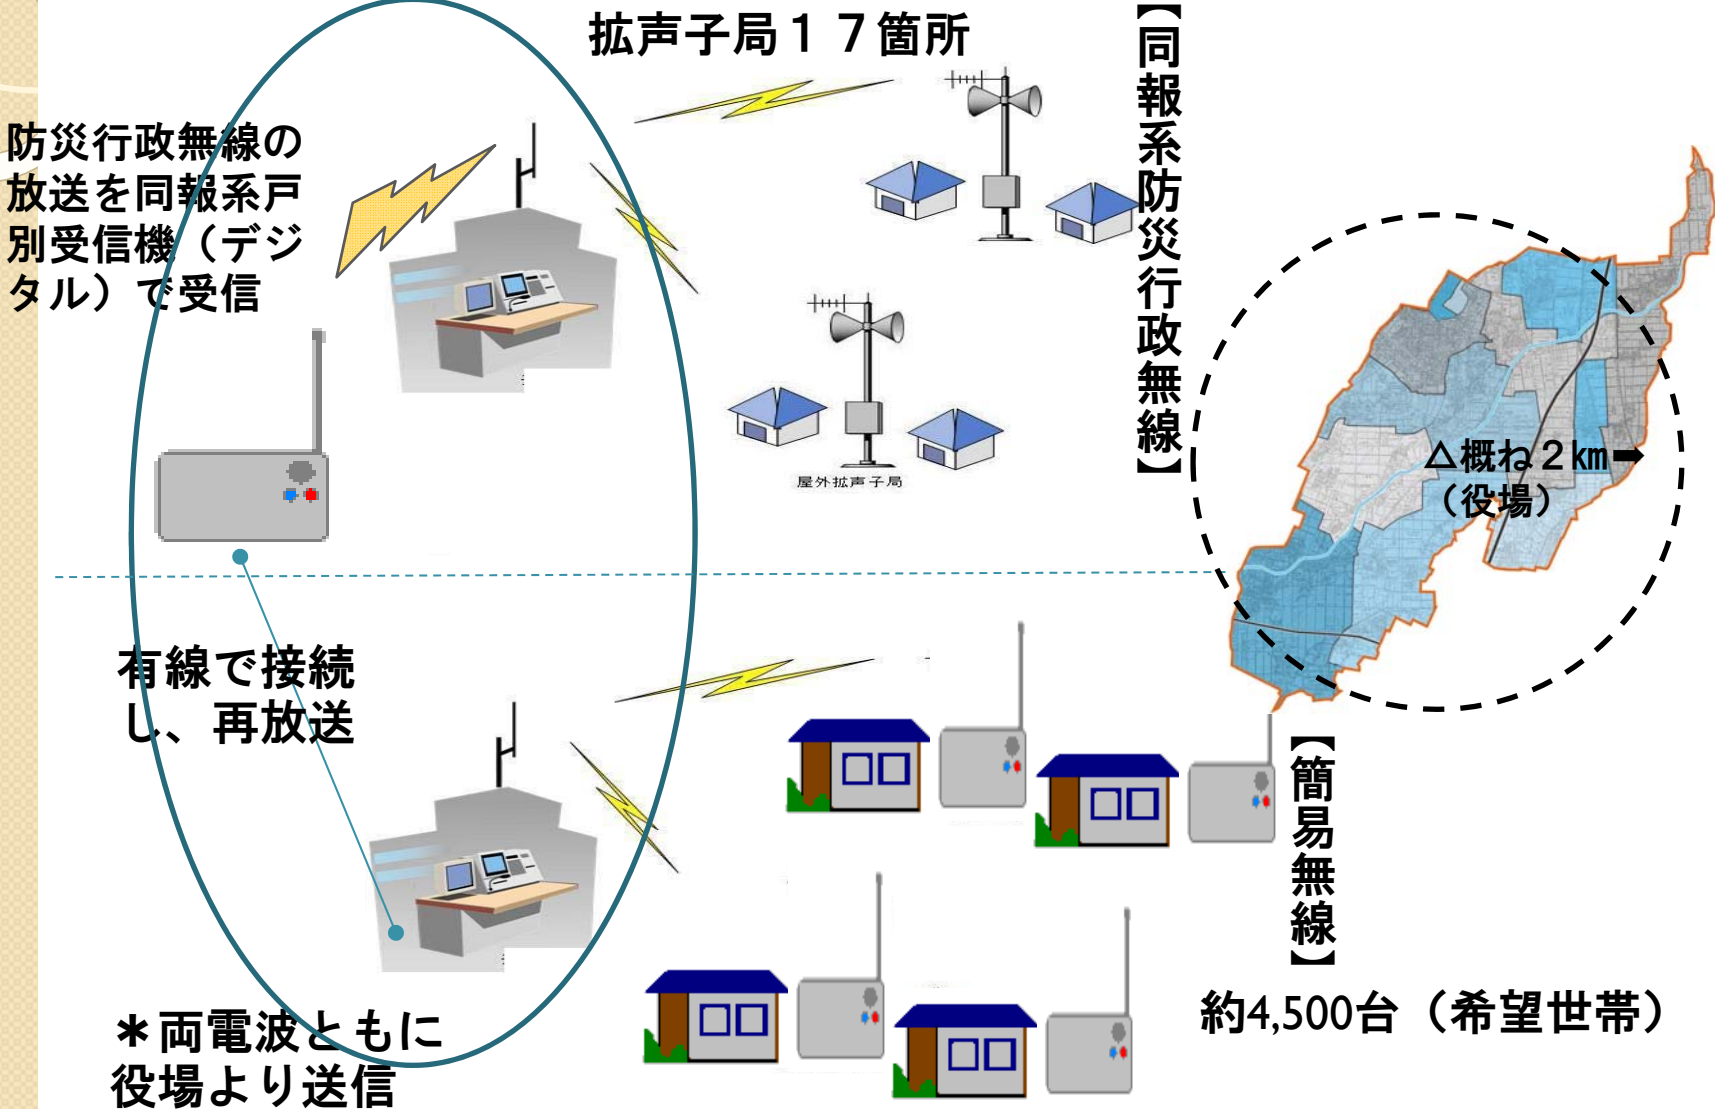 拡声子局１７箇所
【同報系防災行政無線】
防災行政無線の
放送を同報系戸
別受信機（デジ
タル）で受信
屋外拡声子局
△概ね２㎞➡
（役場）
有線で接続
し、再放送
【簡易無線】
約4,500台（希望世帯）
＊両電波ともに
役場より送信